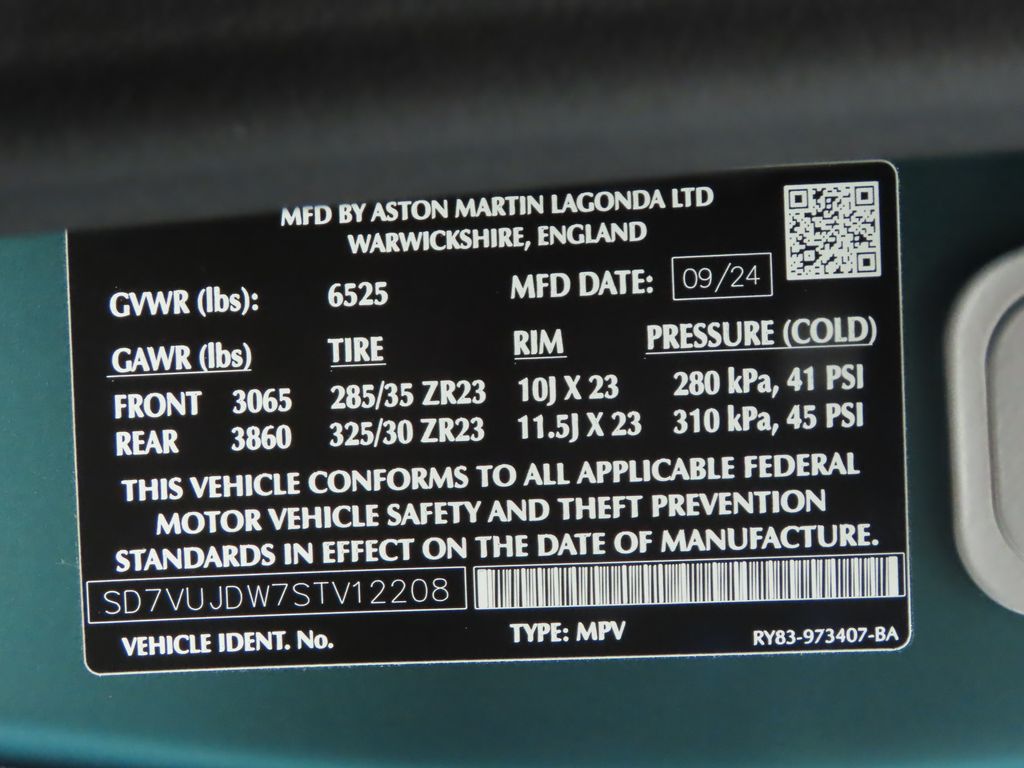 MFD BY ASTON MARTIN LAGONDA LTD
WARWICKSHIRE, ENGLAND
GVWR (lbs): 6525 MFD DATE: 09/24
GAWR (lbs) TIRE RIM PRESSURE (COLD)
FRONT 3065 285/35 ZR23 10J X 23 280 kPa, 41 PSI
REAR 3860 325/30 ZR23 11.5J X 23 310 kPa, 45 PSI
THIS VEHICLE CONFORMS TO ALL APPLICABLE FEDERAL
MOTOR VEHICLE SAFETY AND THEFT PREVENTION
STANDARDS IN EFFECT ON THE DATE OF MANUFACTURE.
SD7VUJDW7STV12208
VEHICLE IDENT. No. TYPE: MPV RY83-973407-BA